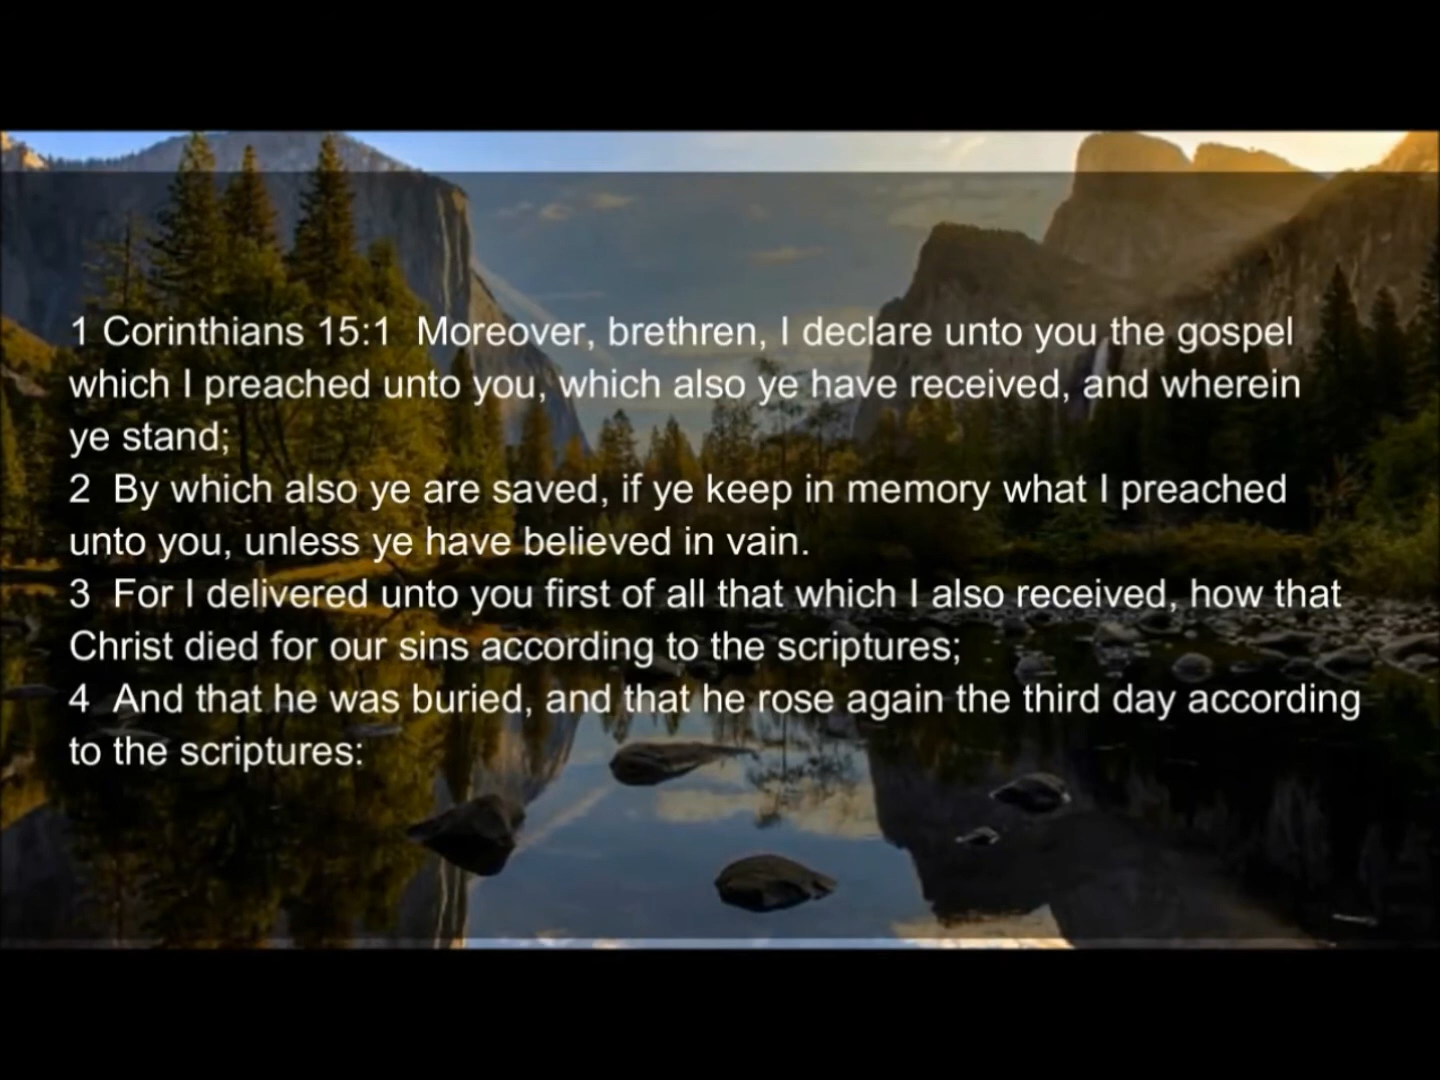 1 Corinthians 15:1  Moreover, brethren, I declare unto you the gospel
which I preached unto you, which also ye have received, and wherein
ye stand;
2  By which also ye are saved, if ye keep in memory what I preached
unto you, unless ye have believed in vain.
3  For I delivered unto you first of all that which I also received, how that
Christ died for our sins according to the scriptures;
4  And that he was buried, and that he rose again the third day according
to the scriptures: